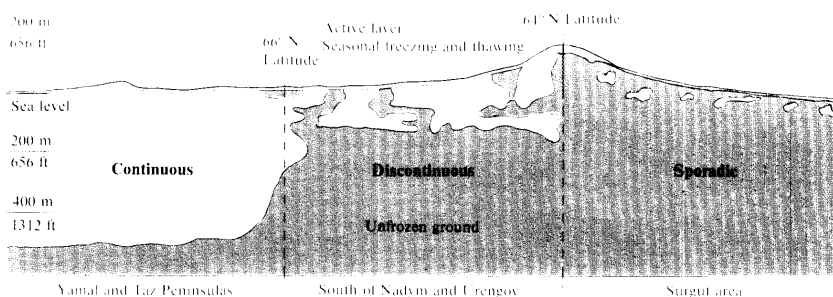 200 m
656 ft
66° N
Latitude
Active layer
Seasonal freezing and thawing
64° N Latitude
Sea level
200 m
656 ft
400 m
1312 ft
Continuous
Discontinuous
Sporadic
Unfrozen ground
Yamal and Taz Peninsulas
South of Nadym and Urengoy
Surgut area